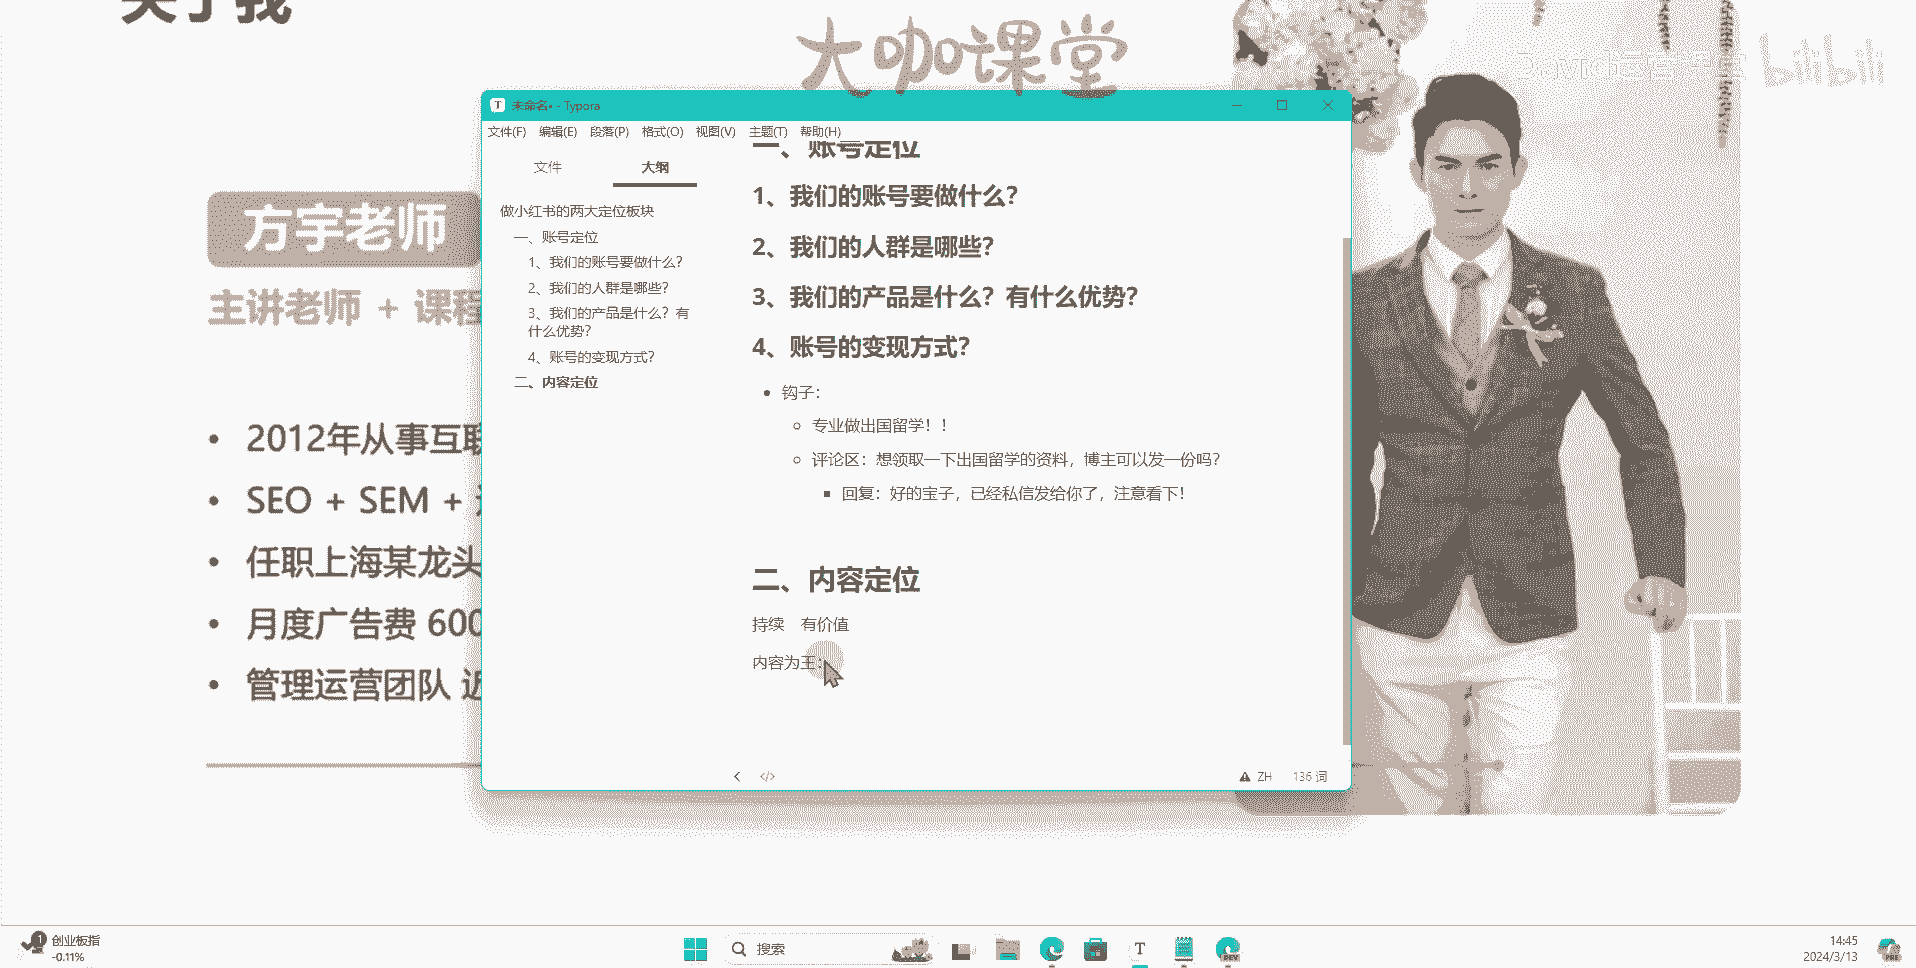 关于我
大咖课堂
bilibili
方宇老师
主讲老师 + 课程
2012年从事互联
SEO + SEM +
任职上海某龙头
月度广告费 600
管理运营团队 近
未命名• - Typora
文件(F) 编辑(E) 段落(P) 格式(O) 视图(V) 主题(T) 帮助(H)
文件 大纲
做小红书的两大定位板块
一、账号定位
1、我们的账号要做什么？
2、我们的人群是哪些？
3、我们的产品是什么？有
什么优势？
4、账号的变现方式？
二、内容定位
一、账号定位
1、我们的账号要做什么？
2、我们的人群是哪些？
3、我们的产品是什么？有什么优势？
4、账号的变现方式？
钩子：
专业做出国留学！！
评论区：想领取一下出国留学的资料，博主可以发一份吗？
回复：好的宝子，已经私信发给你了，注意看下！
二、内容定位
持续 有价值
内容为王：
ZH 136 词
1 创业板指
-0.11%
搜索
T
DEV
14:45
2024/3/13
PRE